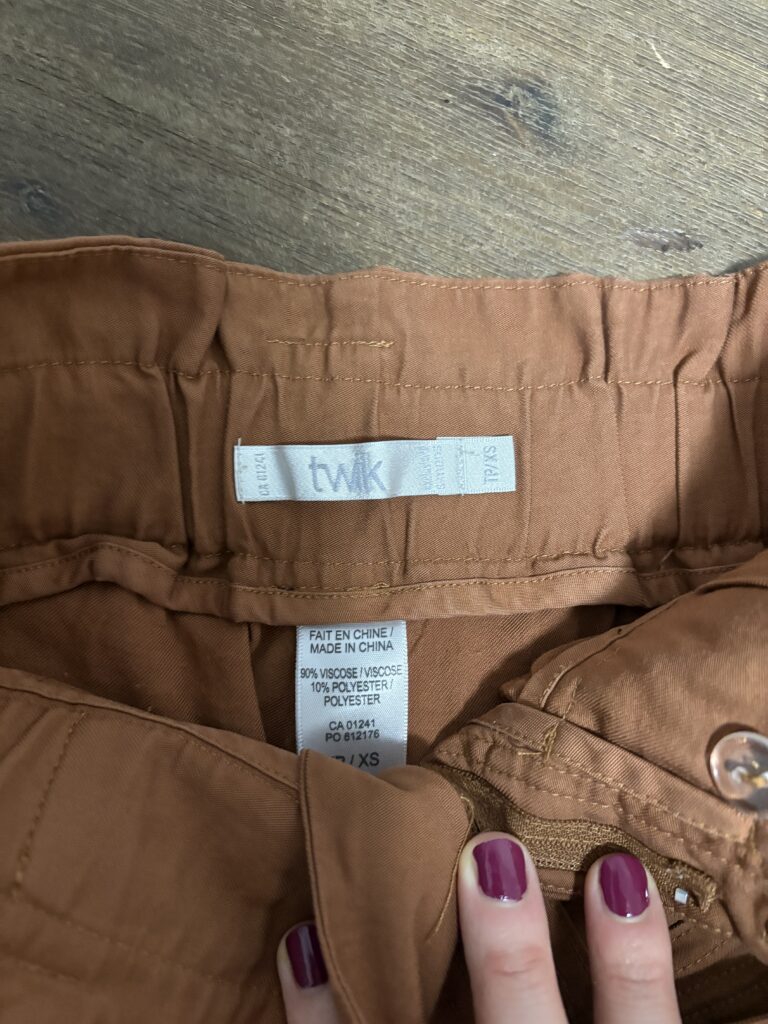 CA 01241
twik
TP/XS
FAIT EN CHINE /
MADE IN CHINA
90% VISCOSE / VISCOSE
10% POLYESTER /
POLYESTER
CA 01241
PO 612176
/ XS